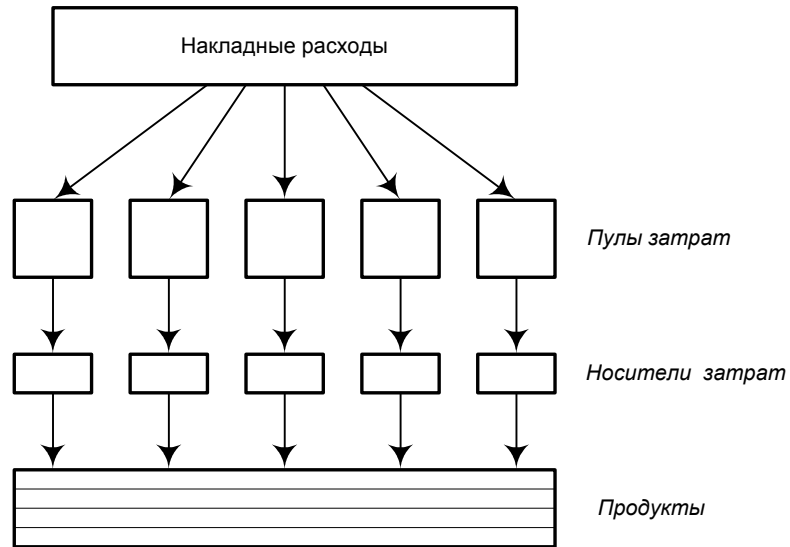 Накладные расходы
Пулы затрат
Носители затрат
Продукты